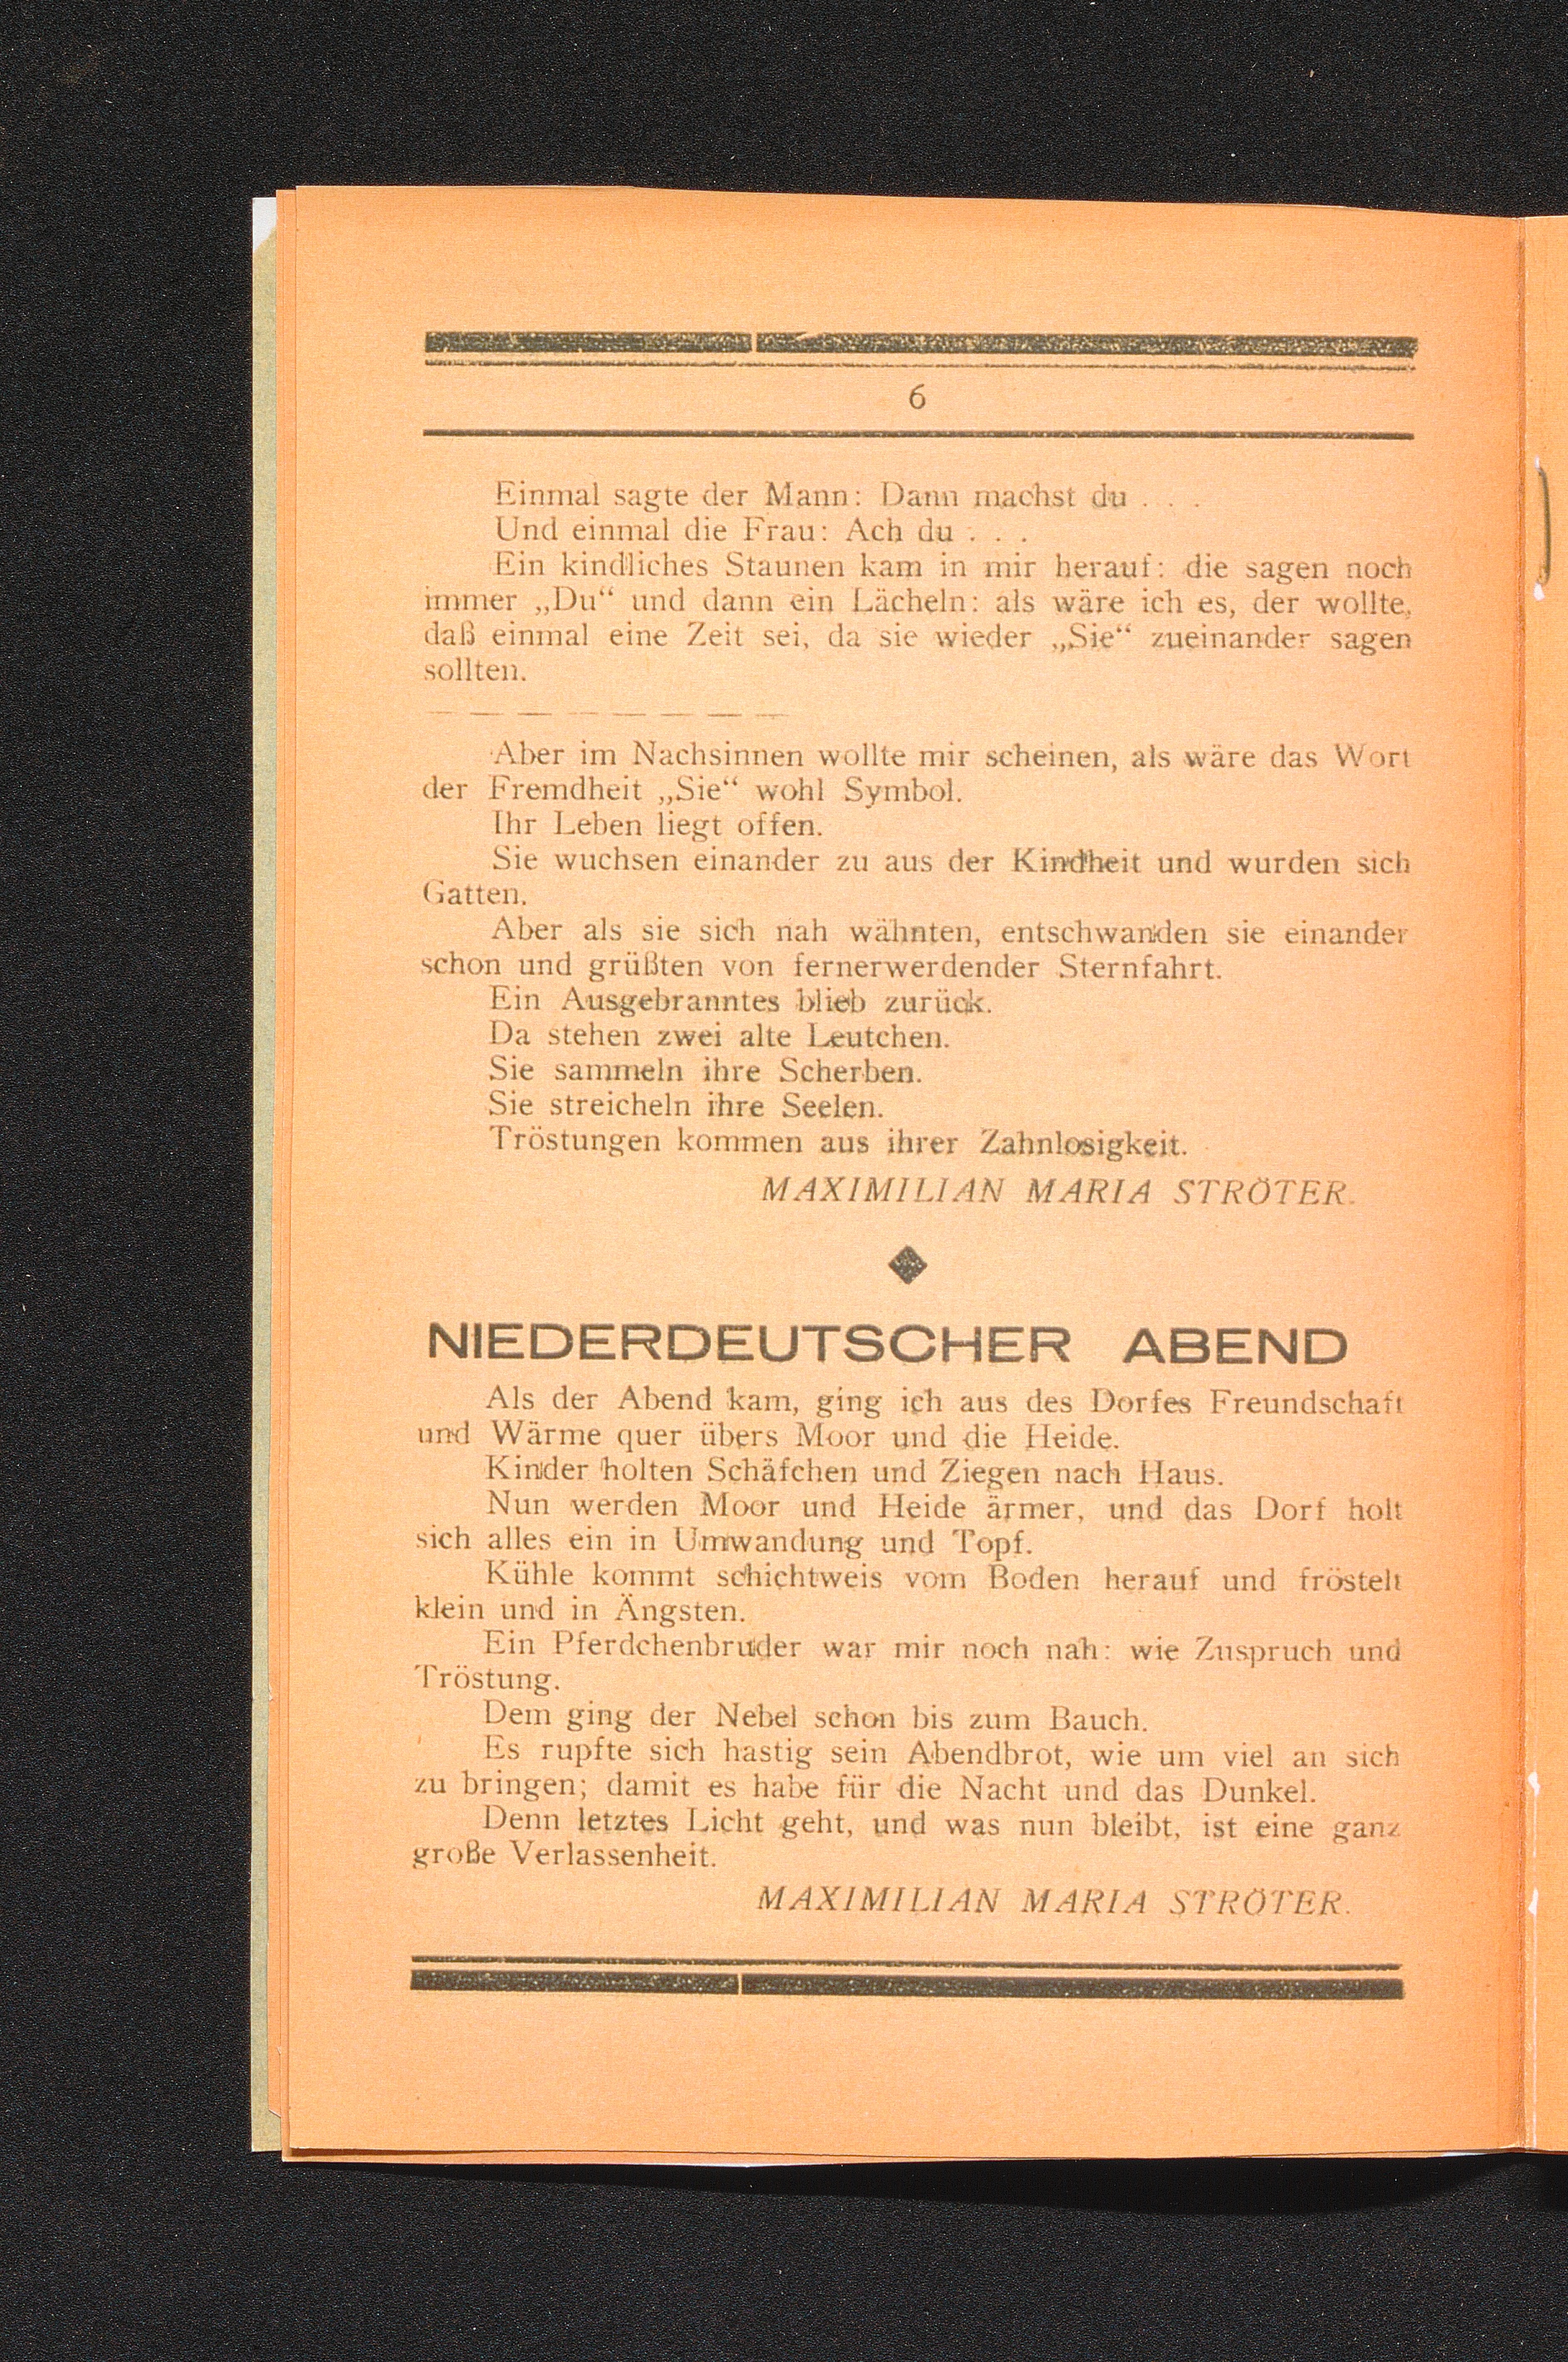 6
Einmal sagte der Mann: Dann machst du . . .
Und einmal die Frau: Ach du . . .
Ein kindliches Staunen kam in mir herauf: die sagen noch
immer „Du“ und dann ein Lächeln: als wäre ich es, der wollte,
daß einmal eine Zeit sei, da sie wieder „Sie“ zueinander sagen
sollten.
— — — — — — — —
Aber im Nachsinnen wollte mir scheinen, als wäre das Wort
der Fremdheit „Sie“ wohl Symbol.
Ihr Leben liegt offen.
Sie wuchsen einander zu aus der Kindheit und wurden sich
Gatten.
Aber als sie sich nah wähnten, entschwanden sie einander
schon und grüßten von fernerwerdender Sternfahrt.
Ein Ausgebranntes blieb zurück.
Da stehen zwei alte Leutchen.
Sie sammeln ihre Scherben.
Sie streicheln ihre Seelen.
Tröstungen kommen aus ihrer Zahnlosigkeit.
MAXIMILIAN MARIA STRÖTER.
NIEDERDEUTSCHER ABEND
Als der Abend kam, ging ich aus des Dorfes Freundschaft
und Wärme quer übers Moor und die Heide.
Kinder holten Schäfchen und Ziegen nach Haus.
Nun werden Moor und Heide ärmer, und das Dorf holt
sich alles ein in Umwandung und Topf.
Kühle kommt schichtweis vom Boden herauf und fröstelt
klein und in Ängsten.
Ein Pferdchenbruder war mir noch nah: wie Zuspruch und
Tröstung.
Dem ging der Nebel schon bis zum Bauch.
Es rupfte sich hastig sein Abendbrot, wie um viel an sich
zu bringen; damit es habe für die Nacht und das Dunkel.
Denn letztes Licht geht, und was nun bleibt, ist eine ganz
große Verlassenheit.
MAXIMILIAN MARIA STRÖTER.